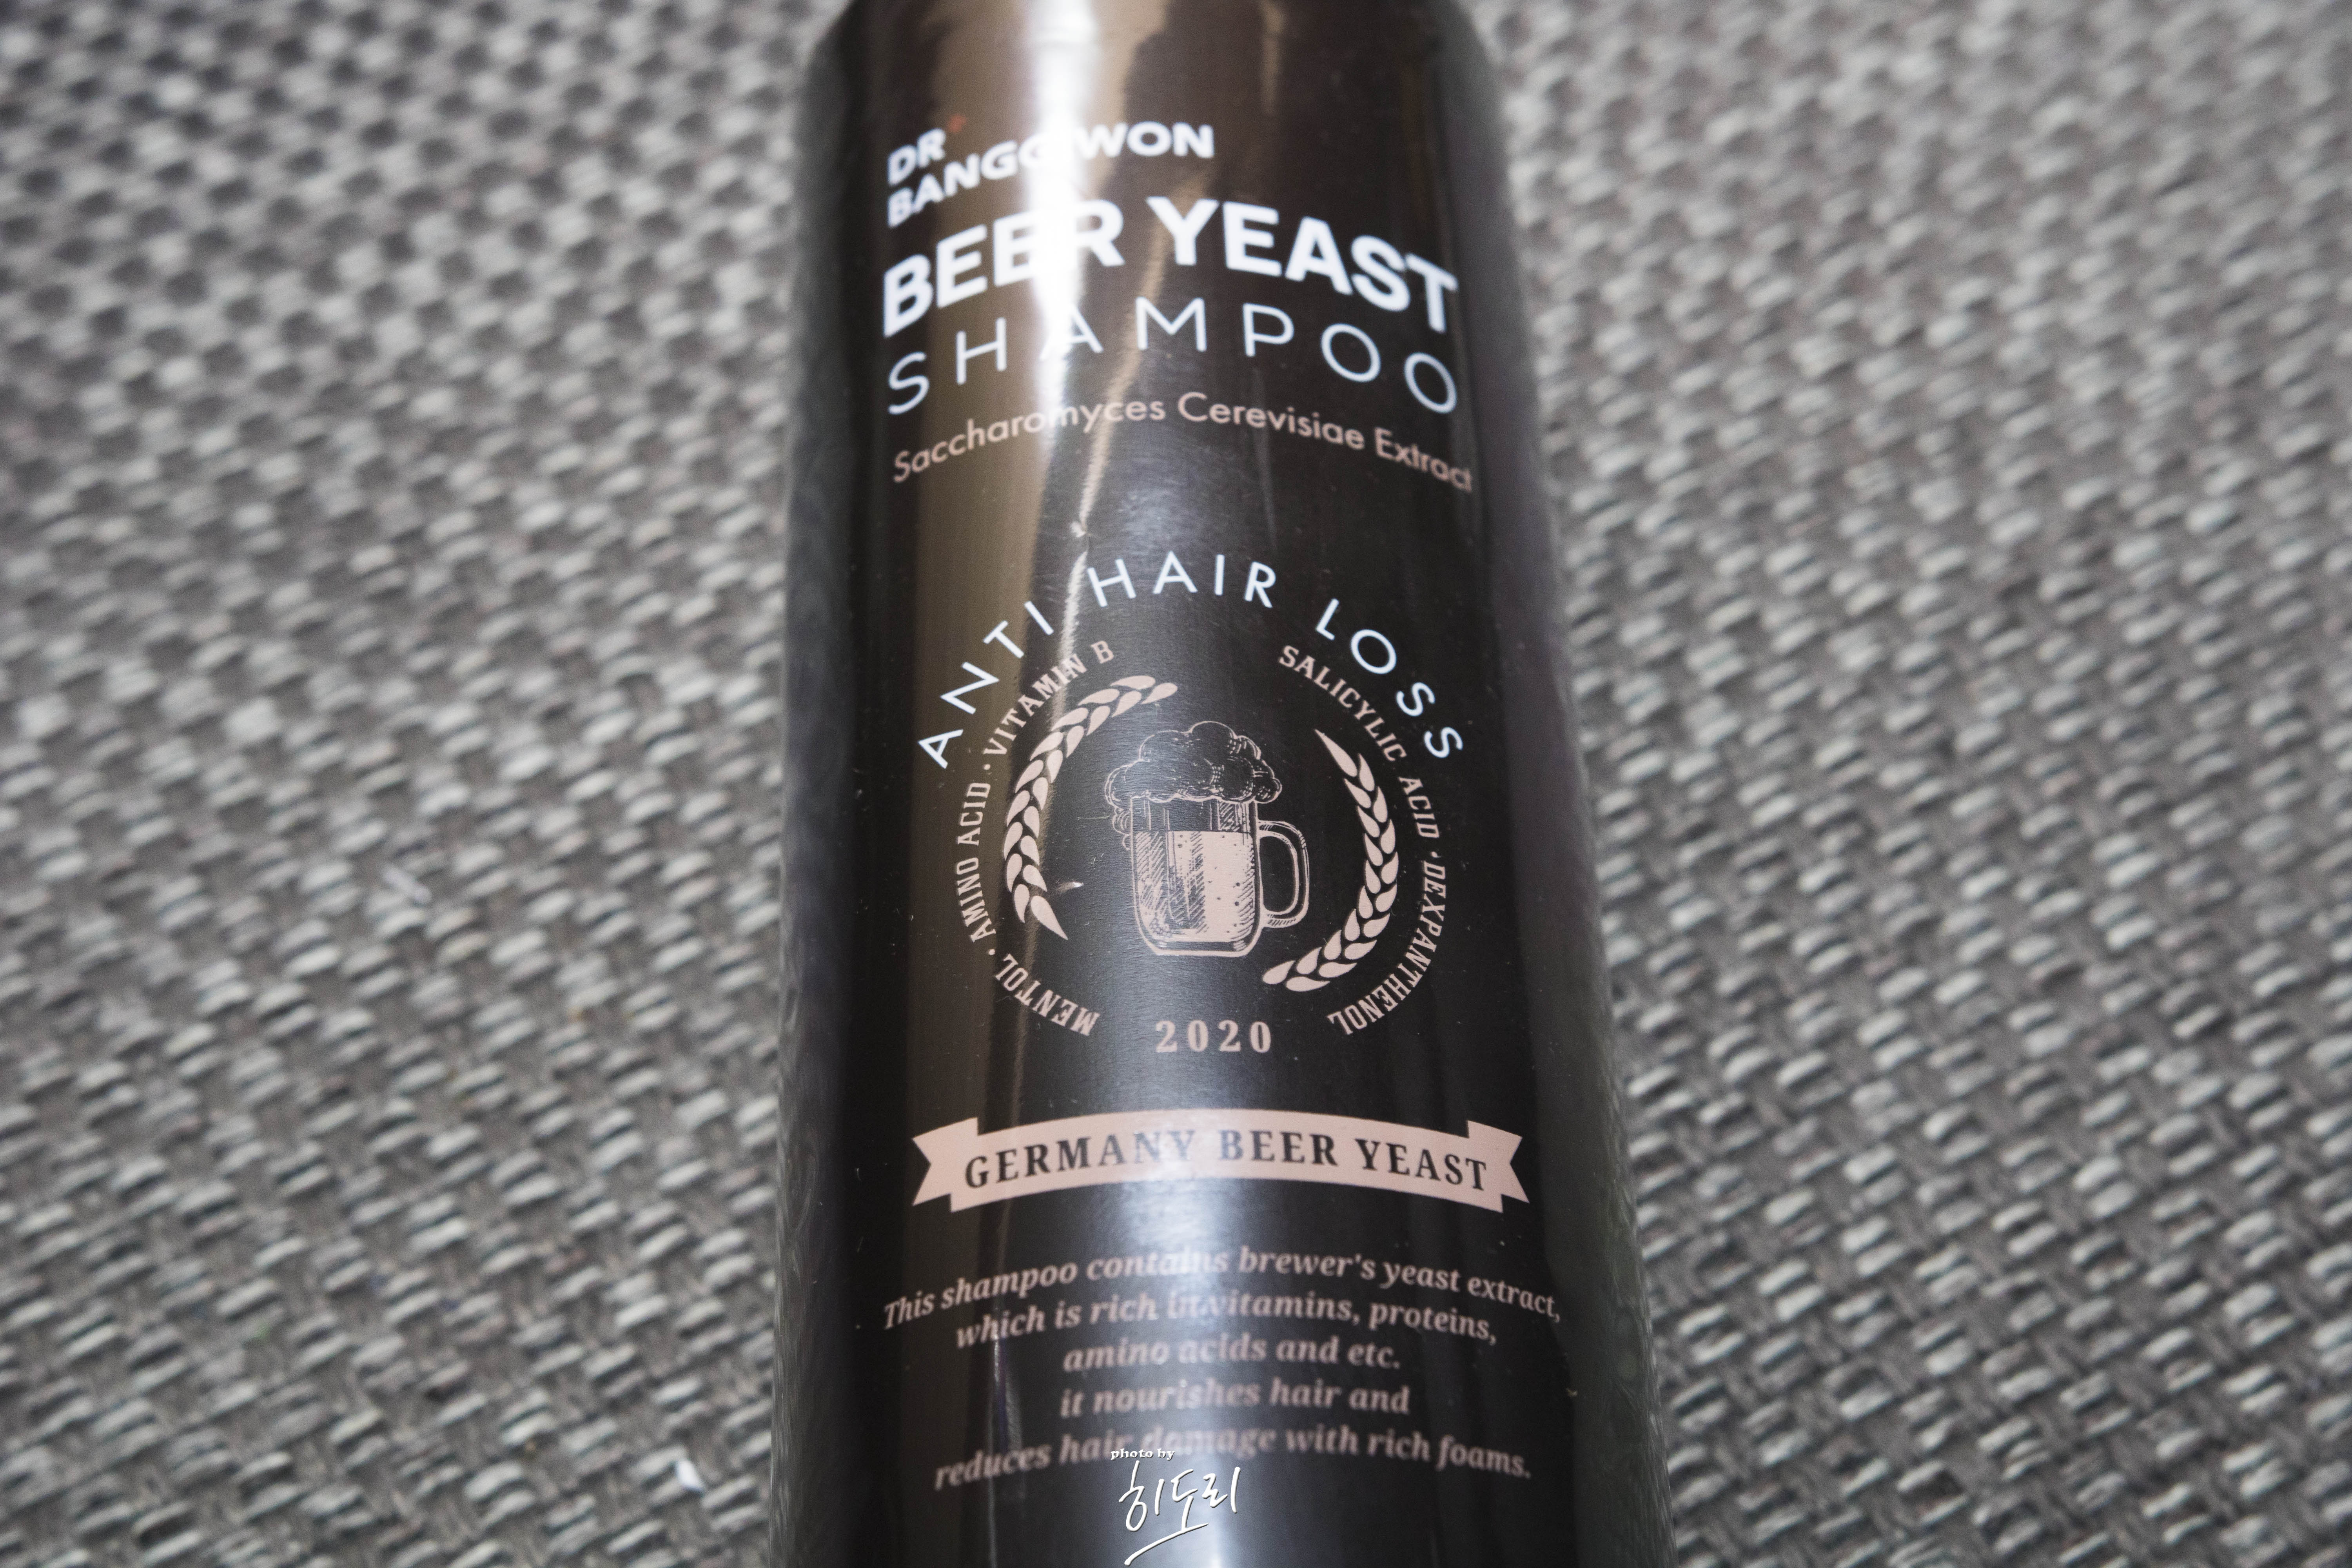 DR
BEER YEAST
SHAMPOO
Saccharomyces Cerevisiae Extract
ANTI HAIR LOSS
MENTOL · AMINO ACID · VITAMIN B
SALICYLIC ACID · DEXPANTHENOL
2020
GERMANY BEER YEAST
This shampoo contains brewer's yeast extract,
which is rich in vitamins, proteins,
amino acids and etc.
it nourishes hair and
reduces hair damage with rich foams.
photo by
히도리